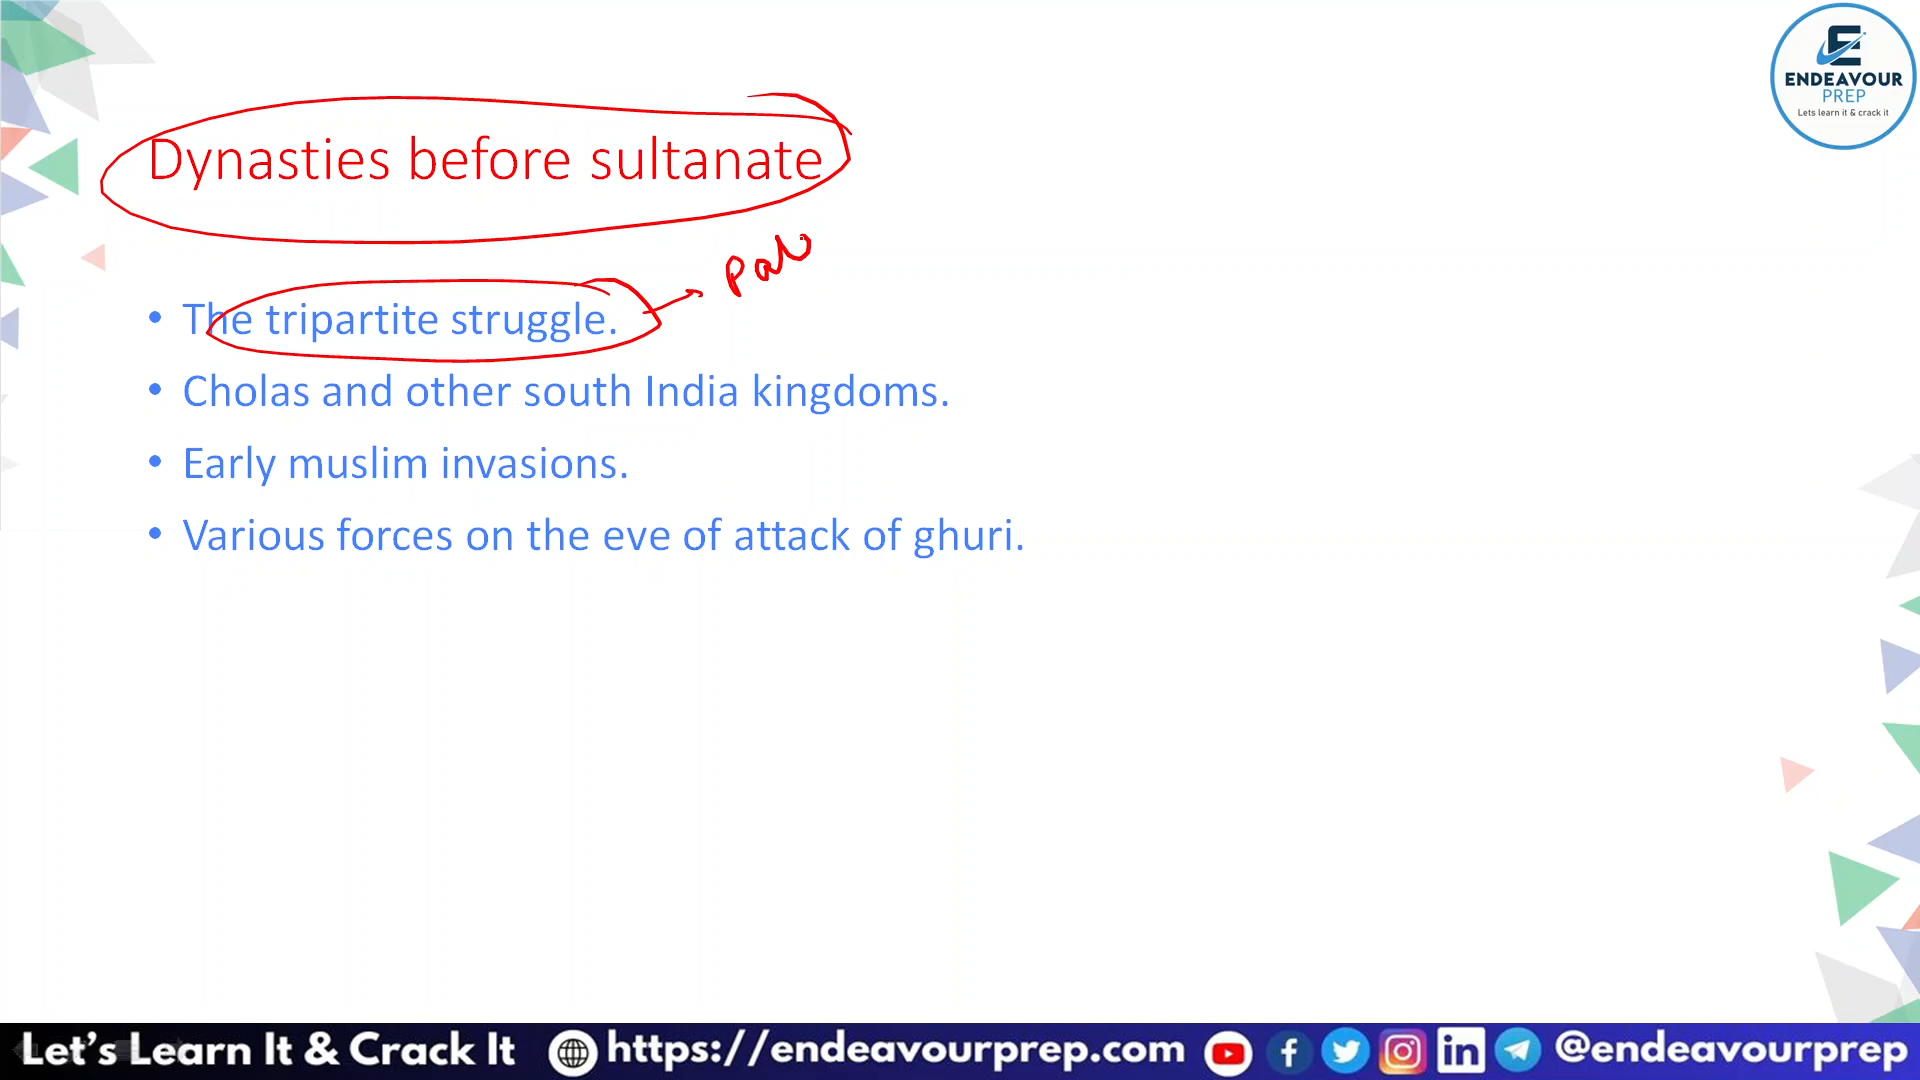 ENDEAVOUR
PREP
Lets learn it & crack it
Dynasties before sultanate
• The tripartite struggle.
• Cholas and other south India kingdoms.
• Early muslim invasions.
• Various forces on the eve of attack of ghuri.
Let's Learn It & Crack It https://endeavourprep.com @endeavourprep